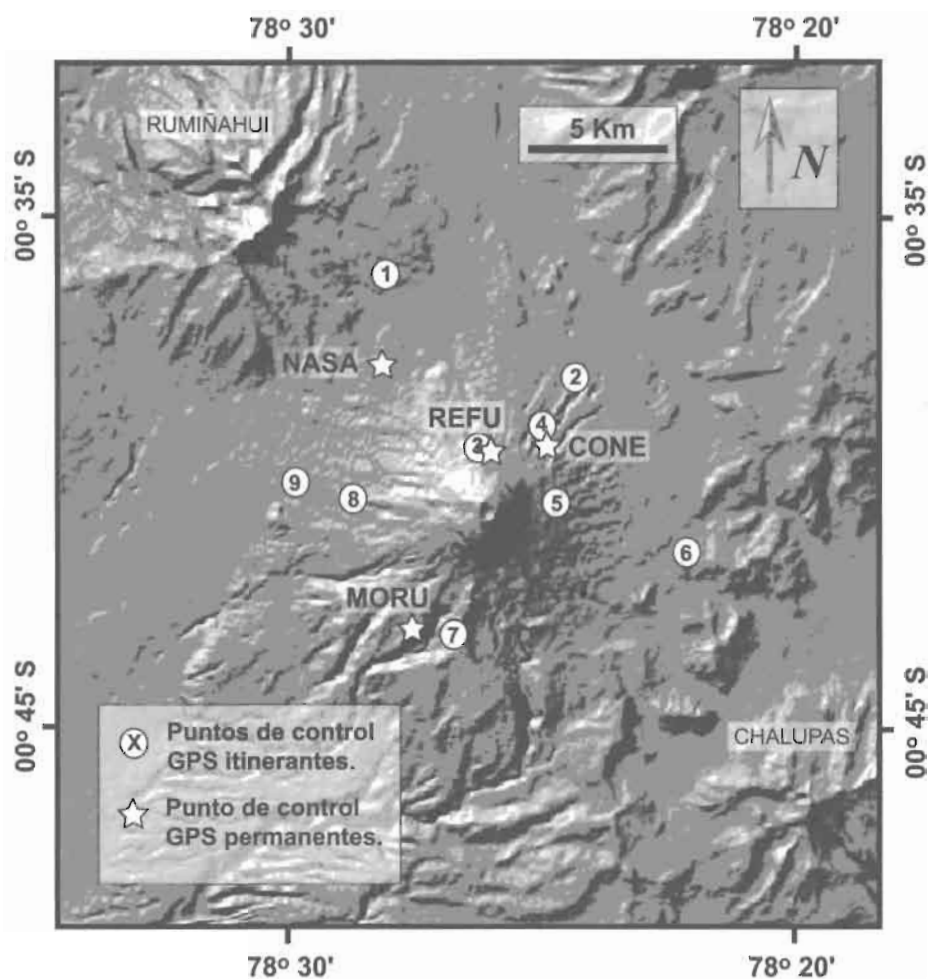 78º 30'
78º 20'
RUMIÑAHUI
5 Km
N
00º 35' S
00º 35' S
1
NASA
2
REFU
4
3
CONE
9
8
5
6
MORU
7
00º 45' S
00º 45' S
CHALUPAS
X Puntos de control
GPS itinerantes.
Punto de control
GPS permanentes.
78º 30'
78º 20'